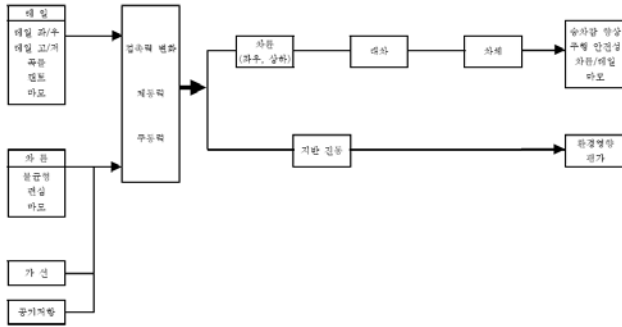 레 일
레일 좌/우
레일 고/저
곡률
캔트
마모
접촉력 변화
제동력
주동력
차륜
(좌우, 상하)
대차
차체
승차감 향상
주행 안전성
차륜/레일
마모
차 륜
불균형
편심
마모
지반 진동
환경영향
평가
가 선
공기저항